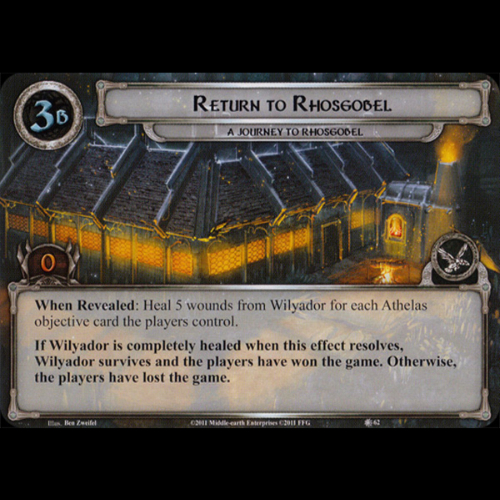 3B
RETURN TO RHOSGOBEL
A JOURNEY TO RHOSGOBEL
0
When Revealed: Heal 5 wounds from Wilyador for each Athelas
objective card the players control.
If Wilyador is completely healed when this effect resolves,
Wilyador survives and the players have won the game. Otherwise,
the players have lost the game.
Illus. Ben Zweifel
©2011 Middle-earth Enterprises ©2011 FFG
62